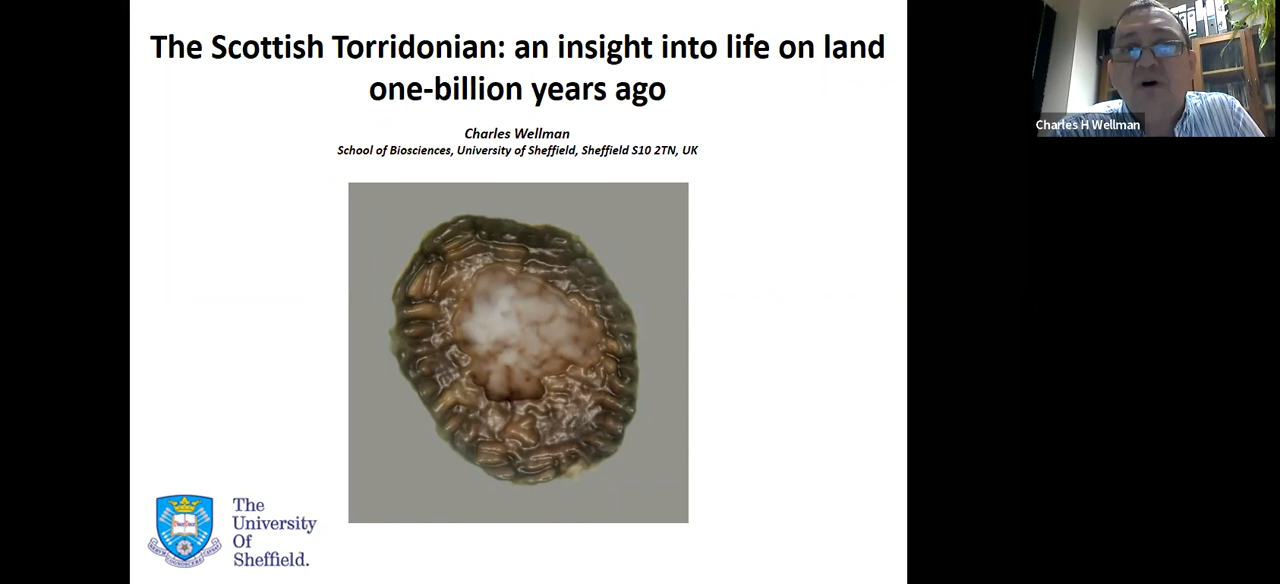 The Scottish Torridonian: an insight into life on land
one-billion years ago
Charles Wellman
School of Biosciences, University of Sheffield, Sheffield S10 2TN, UK
Charles H Wellman
The
University
Of
Sheffield.